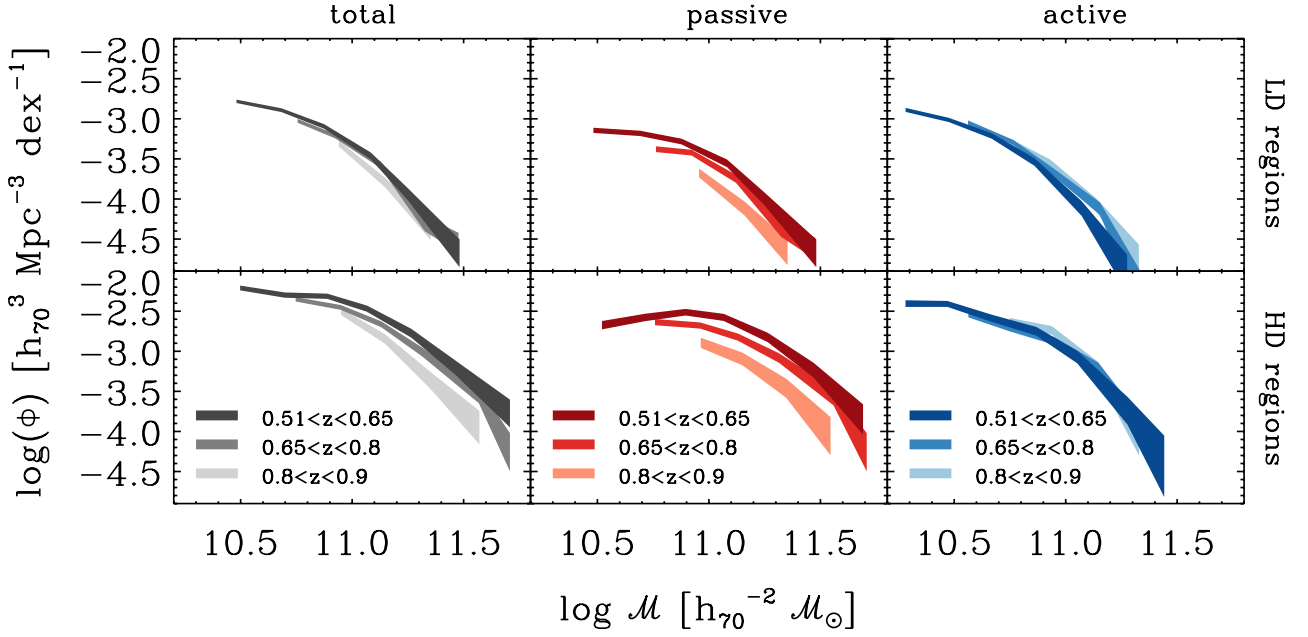 total passive active
−2.0
−2.5
−3.0
−3.5
−4.0
−4.5
LD regions
−2.0
−2.5
−3.0
−3.5
−4.0
−4.5
HD regions
log(ϕ) [h₇₀³ Mpc⁻³ dex⁻¹]
0.51<z<0.65
0.65<z<0.8
0.8<z<0.9
0.51<z<0.65
0.65<z<0.8
0.8<z<0.9
0.51<z<0.65
0.65<z<0.8
0.8<z<0.9
10.5 11.0 11.5 10.5 11.0 11.5 10.5 11.0 11.5
log ℳ [h₇₀⁻² ℳ⊙]